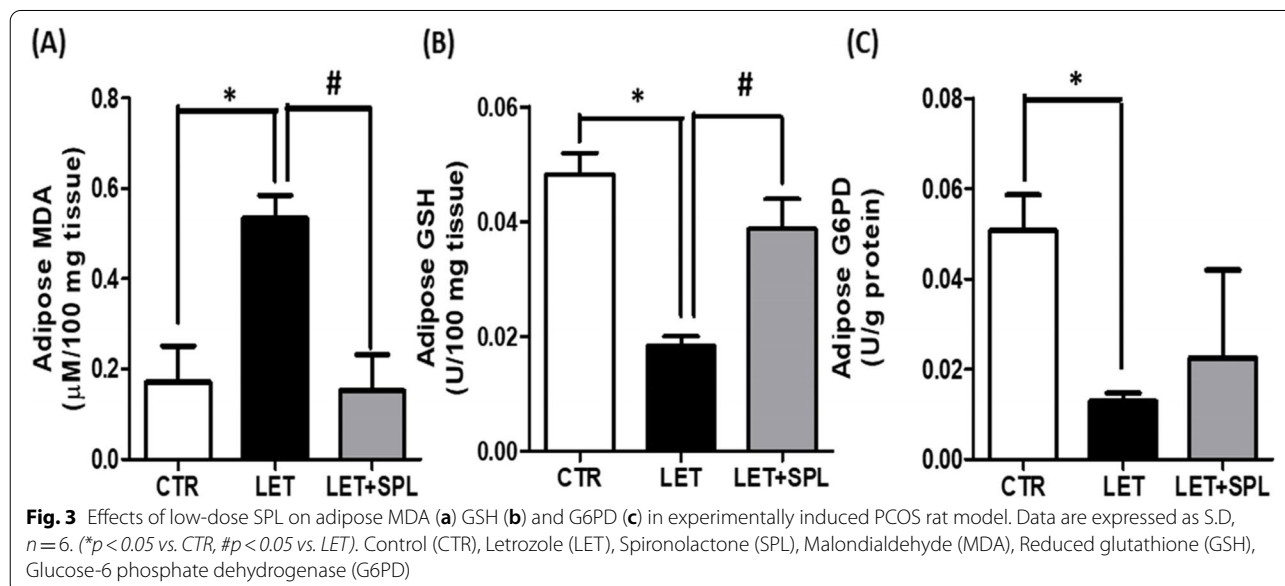 (A)
(B)
(C)
*
#
Adipose MDA
(μM/100 mg tissue)
0.8
0.6
0.4
0.2
0.0
CTR LET LET+SPL
*
#
Adipose GSH
(U/100 mg tissue)
0.06
0.04
0.02
0.00
CTR LET LET+SPL
*
Adipose G6PD
(U/g protein)
0.08
0.06
0.04
0.02
0.00
CTR LET LET+SPL
Fig. 3 Effects of low-dose SPL on adipose MDA (a) GSH (b) and G6PD (c) in experimentally induced PCOS rat model. Data are expressed as S.D,
n = 6. (*p < 0.05 vs. CTR, #p < 0.05 vs. LET). Control (CTR), Letrozole (LET), Spironolactone (SPL), Malondialdehyde (MDA), Reduced glutathione (GSH),
Glucose-6 phosphate dehydrogenase (G6PD)